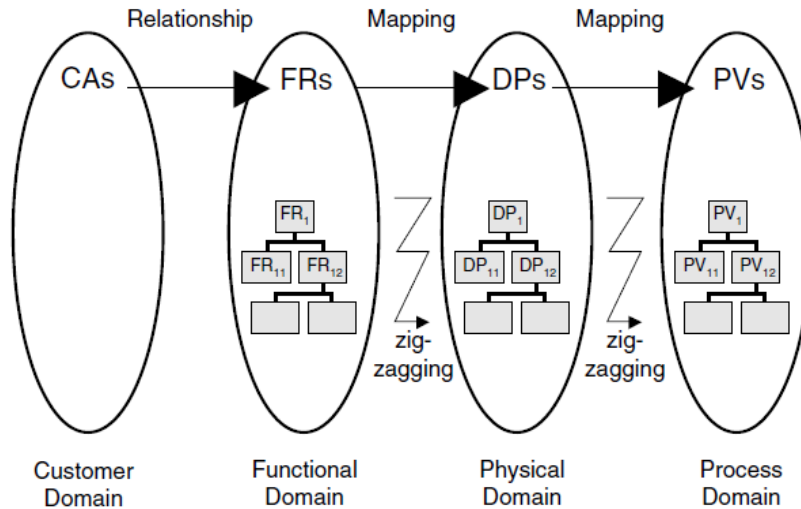 Relationship
Mapping
Mapping
CAs
FRs
DPs
PVs
FR1
DP1
PV1
FR11
FR12
DP11
DP12
PV11
PV12
zig-
zagging
zig-
zagging
Customer
Domain
Functional
Domain
Physical
Domain
Process
Domain